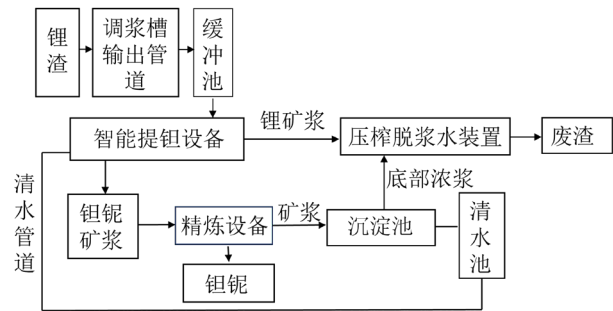 锂渣
调浆槽
输出管
道
缓冲池
智能提钽设备
锂矿浆
压榨脱浆水装置
废渣
清水管道
底部浓浆
钽铌
矿浆
精炼设备
矿浆
沉淀池
清水池
钽铌